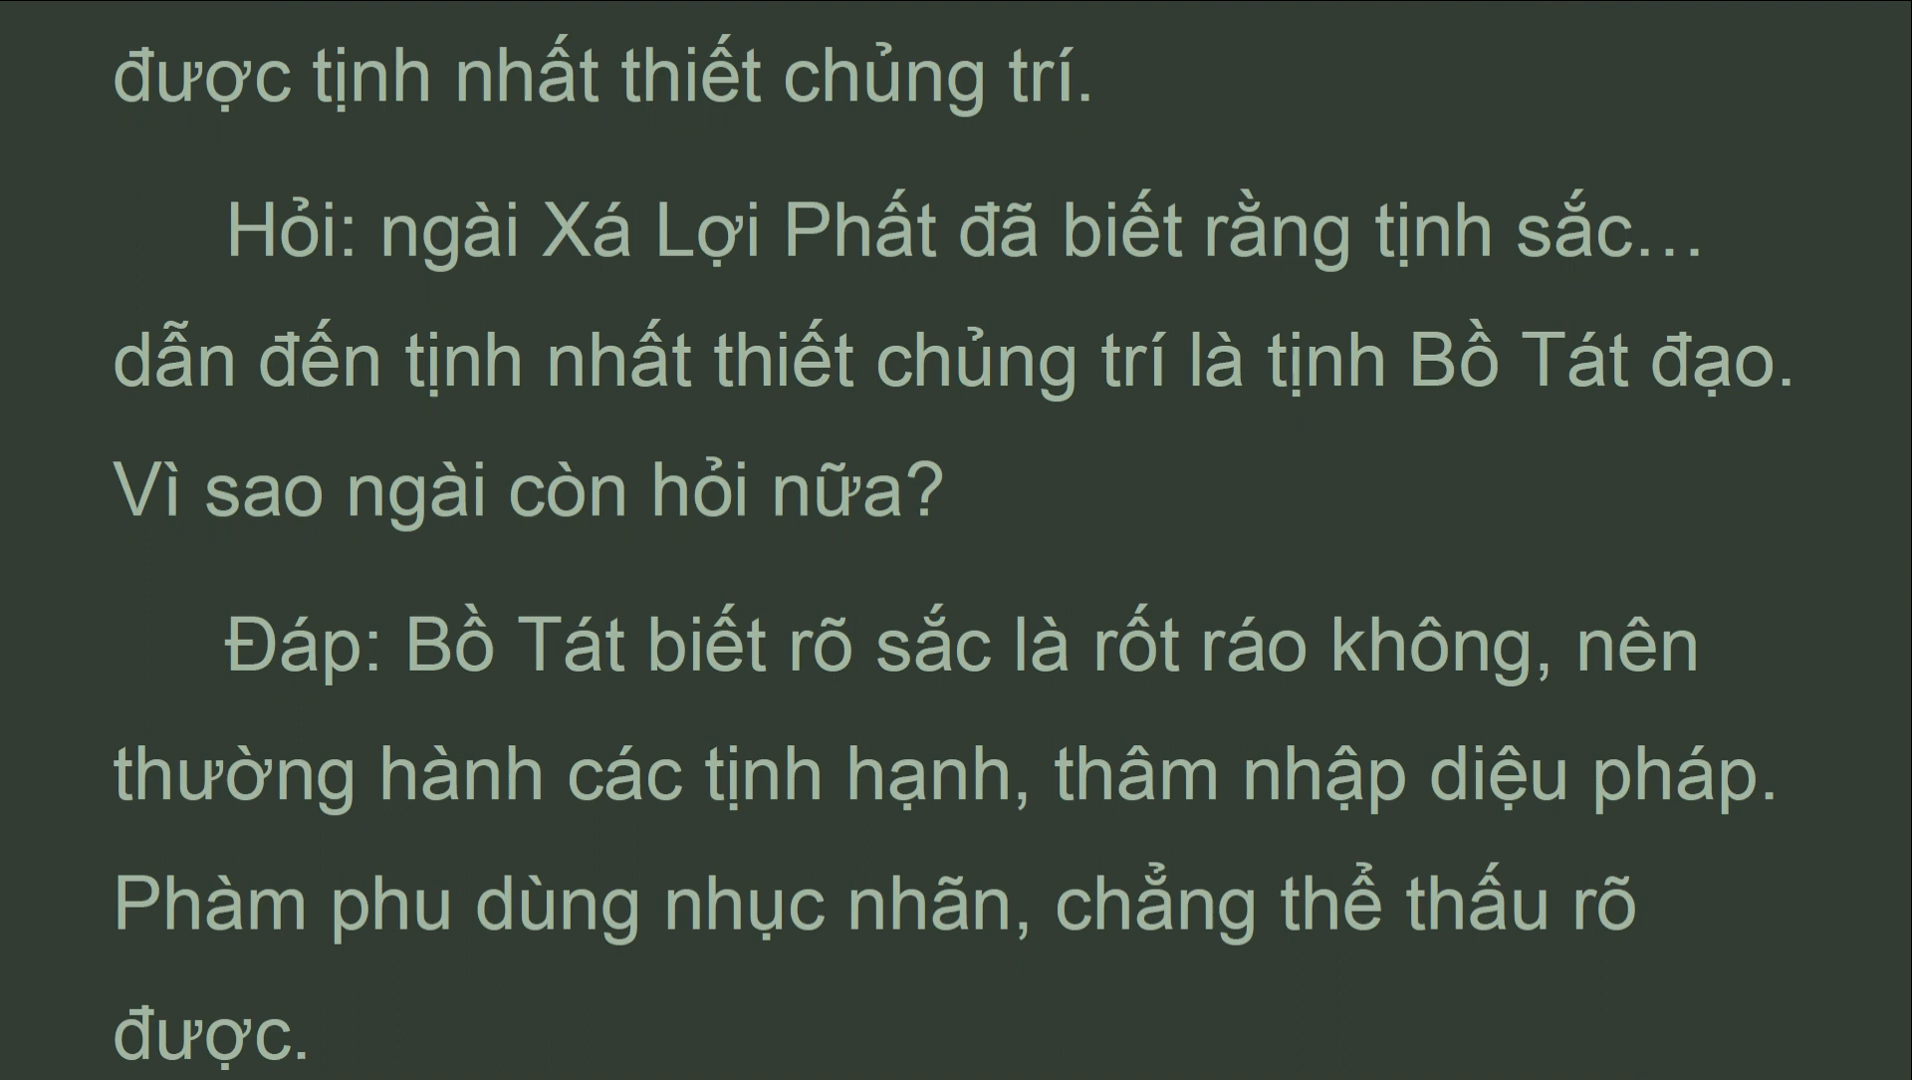 được tịnh nhất thiết chủng trí.
Hỏi: ngài Xá Lợi Phất đã biết rằng tịnh sắc…
dẫn đến tịnh nhất thiết chủng trí là tịnh Bồ Tát đạo.
Vì sao ngài còn hỏi nữa?
Đáp: Bồ Tát biết rõ sắc là rốt ráo không, nên
thường hành các tịnh hạnh, thâm nhập diệu pháp.
Phàm phu dùng nhục nhãn, chẳng thể thấu rõ
được.